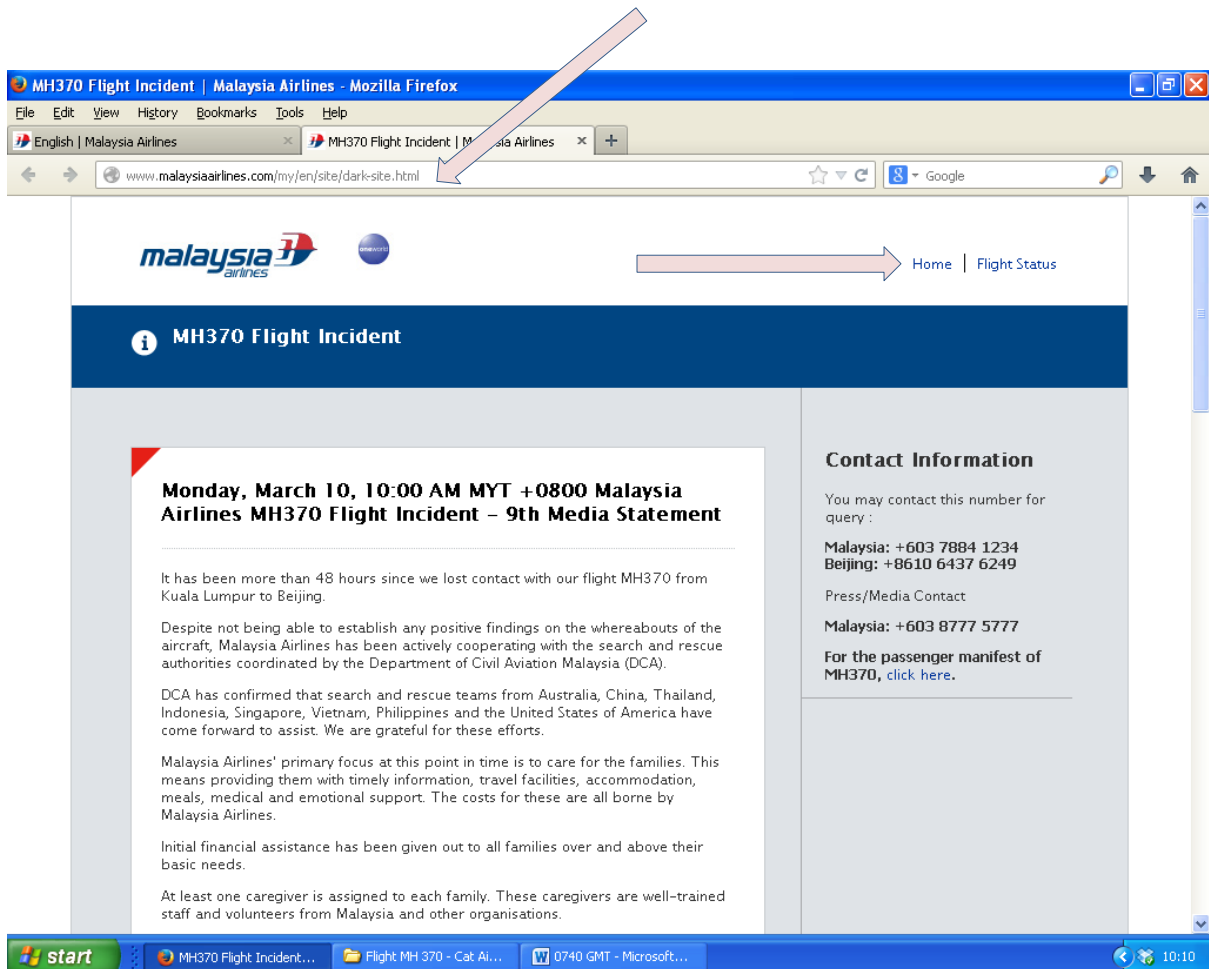 MH370 Flight Incident | Malaysia Airlines - Mozilla Firefox
File Edit View History Bookmarks Tools Help
English | Malaysia Airlines
MH370 Flight Incident | Malaysia Airlines
www.malaysiaairlines.com/my/en/site/dark-site.html
8 Google
malaysia
airlines
oneworld
Home | Flight Status
i MH370 Flight Incident
Monday, March 10, 10:00 AM MYT +0800 Malaysia
Airlines MH370 Flight Incident – 9th Media Statement
It has been more than 48 hours since we lost contact with our flight MH370 from
Kuala Lumpur to Beijing.
Despite not being able to establish any positive findings on the whereabouts of the
aircraft, Malaysia Airlines has been actively cooperating with the search and rescue
authorities coordinated by the Department of Civil Aviation Malaysia (DCA).
DCA has confirmed that search and rescue teams from Australia, China, Thailand,
Indonesia, Singapore, Vietnam, Philippines and the United States of America have
come forward to assist. We are grateful for these efforts.
Malaysia Airlines' primary focus at this point in time is to care for the families. This
means providing them with timely information, travel facilities, accommodation,
meals, medical and emotional support. The costs for these are all borne by
Malaysia Airlines.
Initial financial assistance has been given out to all families over and above their
basic needs.
At least one caregiver is assigned to each family. These caregivers are well-trained
staff and volunteers from Malaysia and other organisations.
Contact Information
You may contact this number for
query :
Malaysia: +603 7884 1234
Beijing: +8610 6437 6249
Press/Media Contact
Malaysia: +603 8777 5777
For the passenger manifest of
MH370, click here.
start
MH370 Flight Incident...
Flight MH 370 - Cat Ai...
W 0740 GMT - Microsoft...
10:10